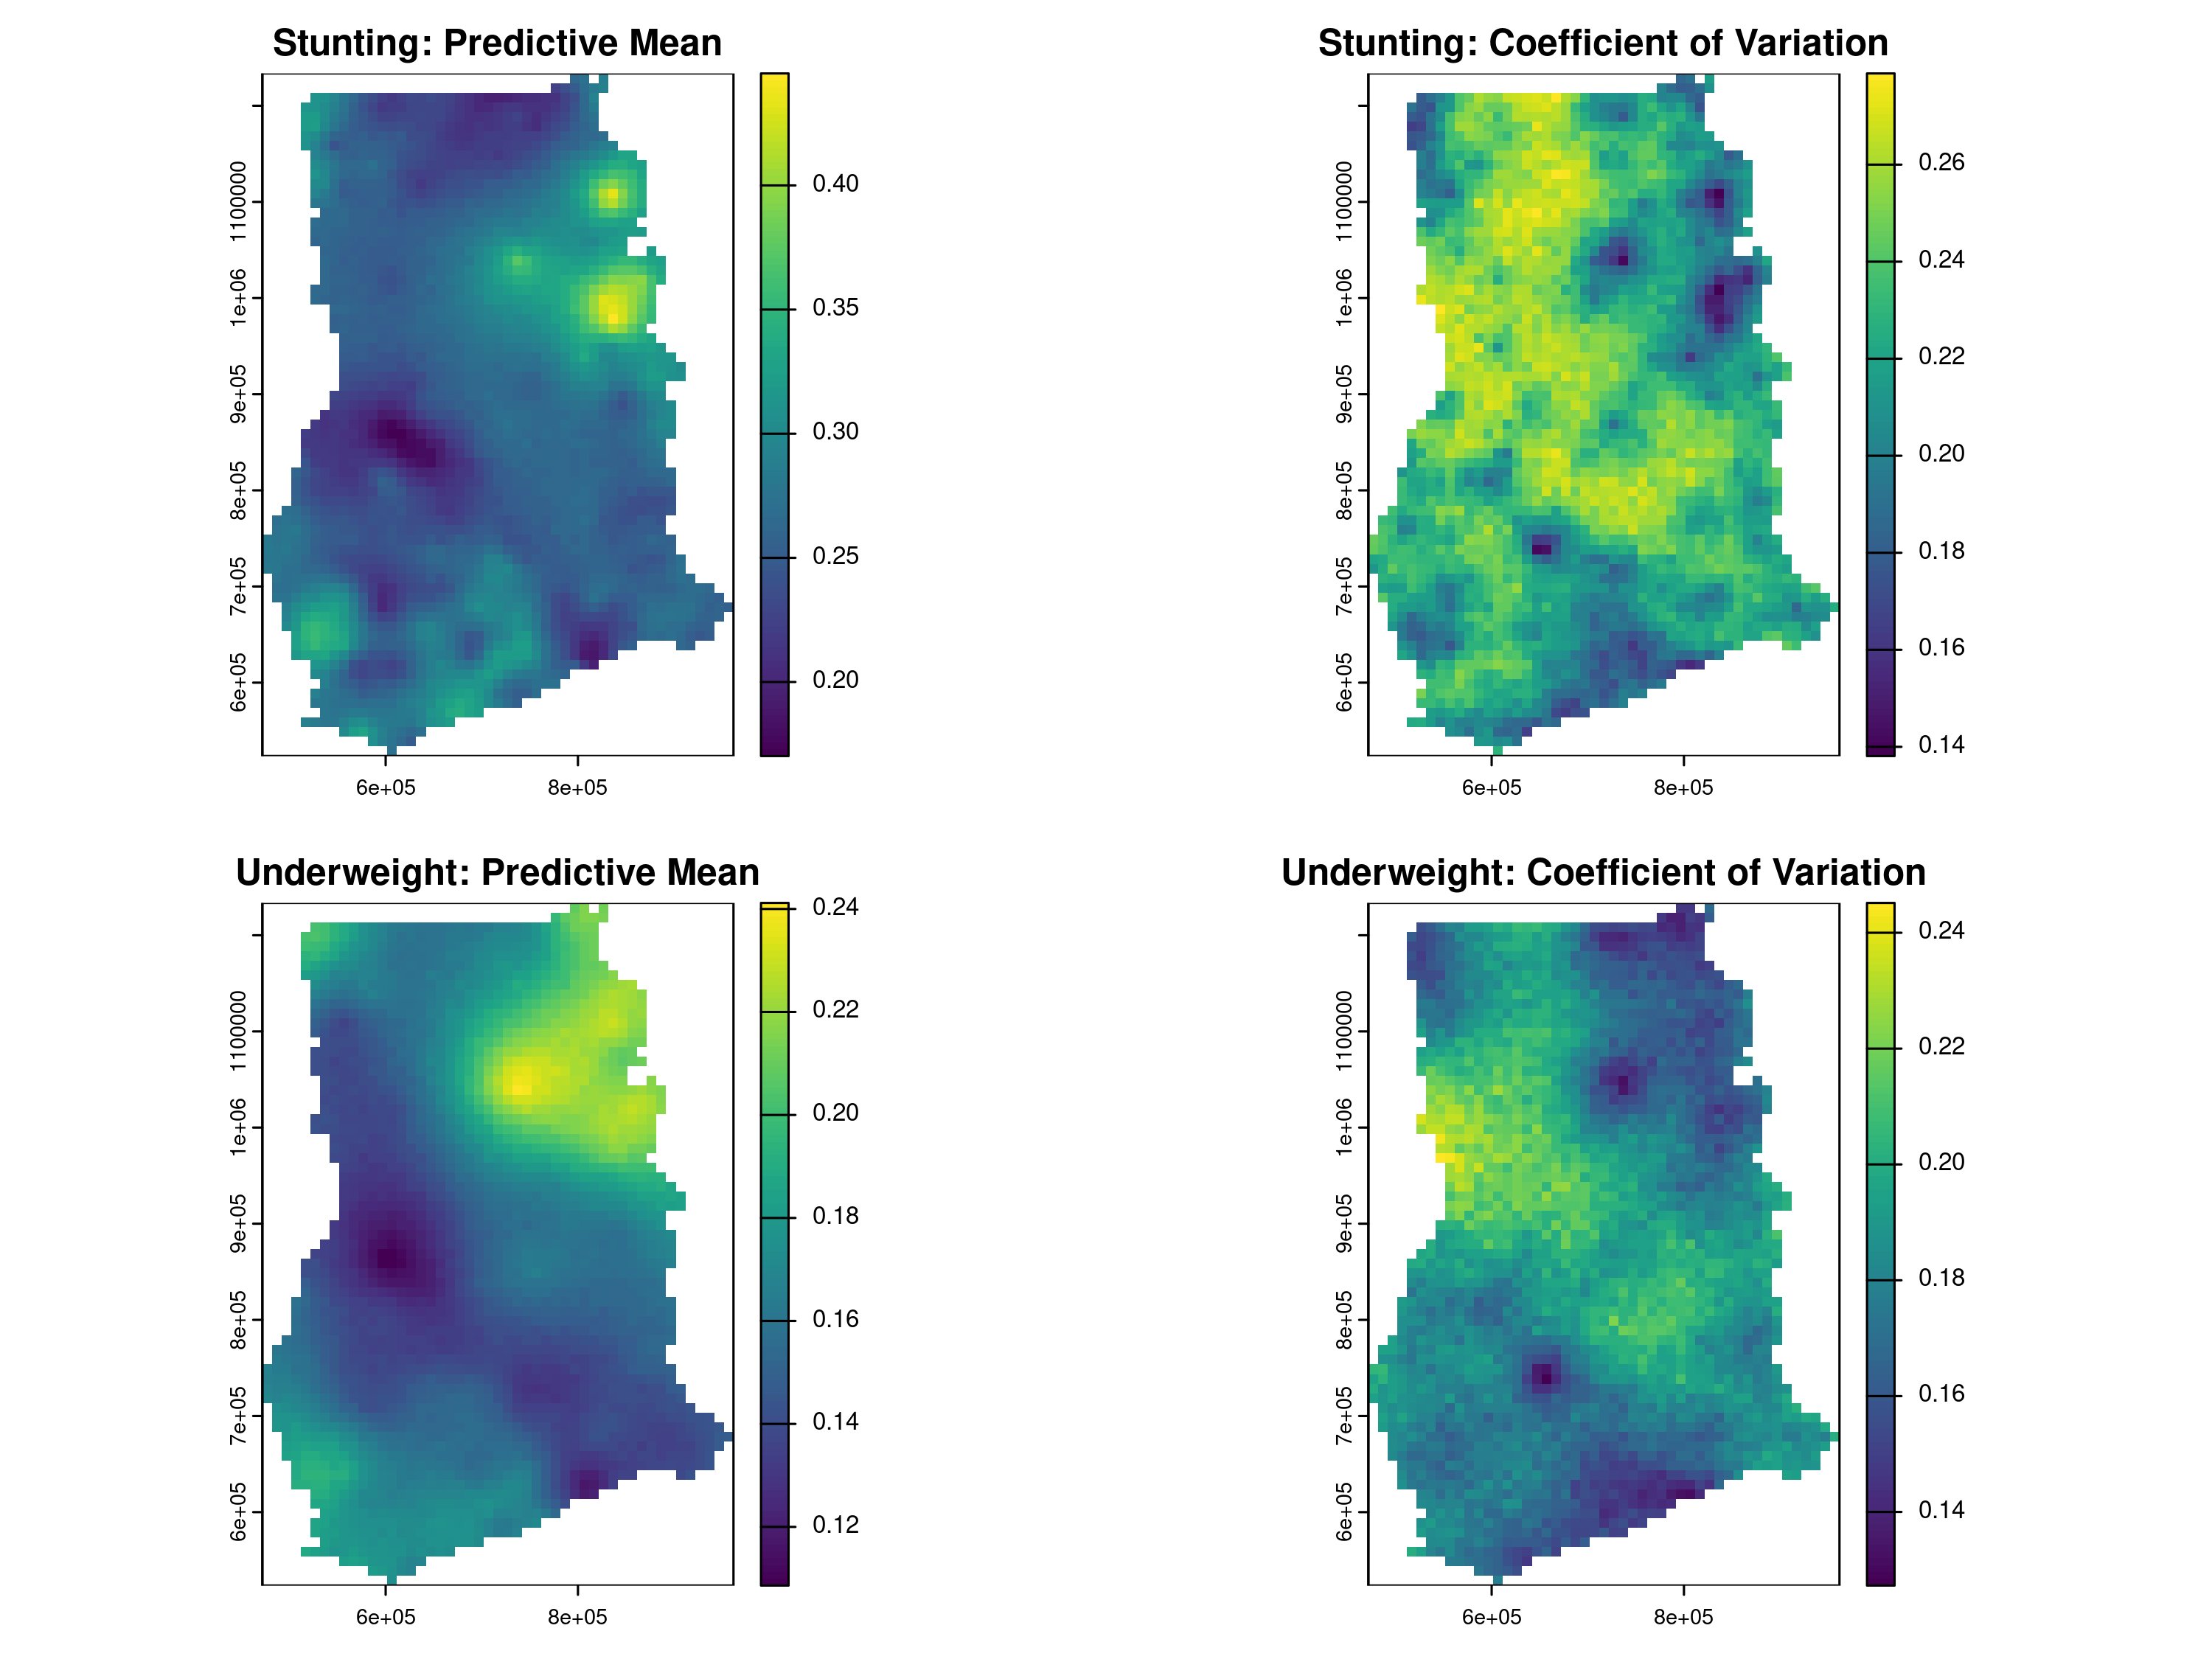 Stunting: Predictive Mean
1100000
1e+06
9e+05
8e+05
7e+05
6e+05
6e+05 8e+05
0.40
0.35
0.30
0.25
0.20
Stunting: Coefficient of Variation
1100000
1e+06
9e+05
8e+05
7e+05
6e+05
6e+05 8e+05
0.26
0.24
0.22
0.20
0.18
0.16
0.14
Underweight: Predictive Mean
1100000
1e+06
9e+05
8e+05
7e+05
6e+05
6e+05 8e+05
0.24
0.22
0.20
0.18
0.16
0.14
0.12
Underweight: Coefficient of Variation
1100000
1e+06
9e+05
8e+05
7e+05
6e+05
6e+05 8e+05
0.24
0.22
0.20
0.18
0.16
0.14